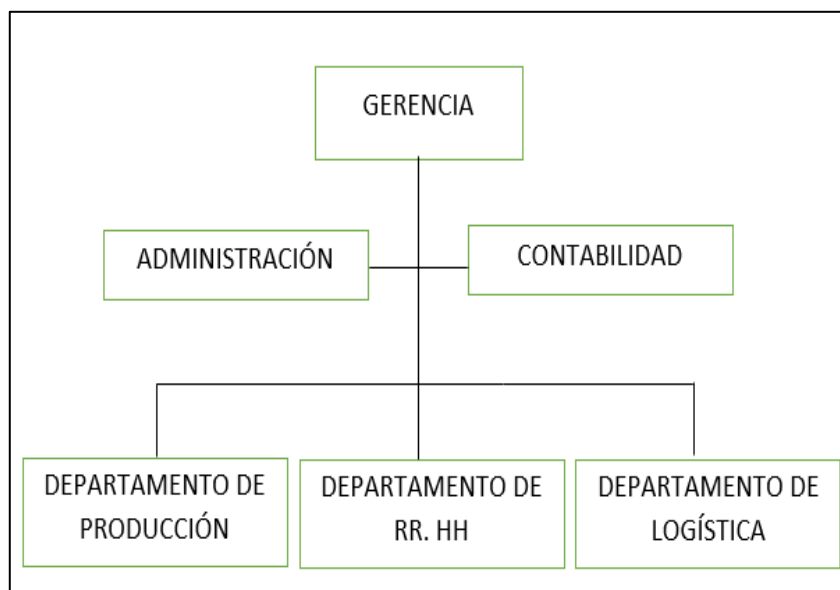 GERENCIA
ADMINISTRACIÓN
CONTABILIDAD
DEPARTAMENTO DE
PRODUCCIÓN
DEPARTAMENTO DE
RR. HH
DEPARTAMENTO DE
LOGÍSTICA